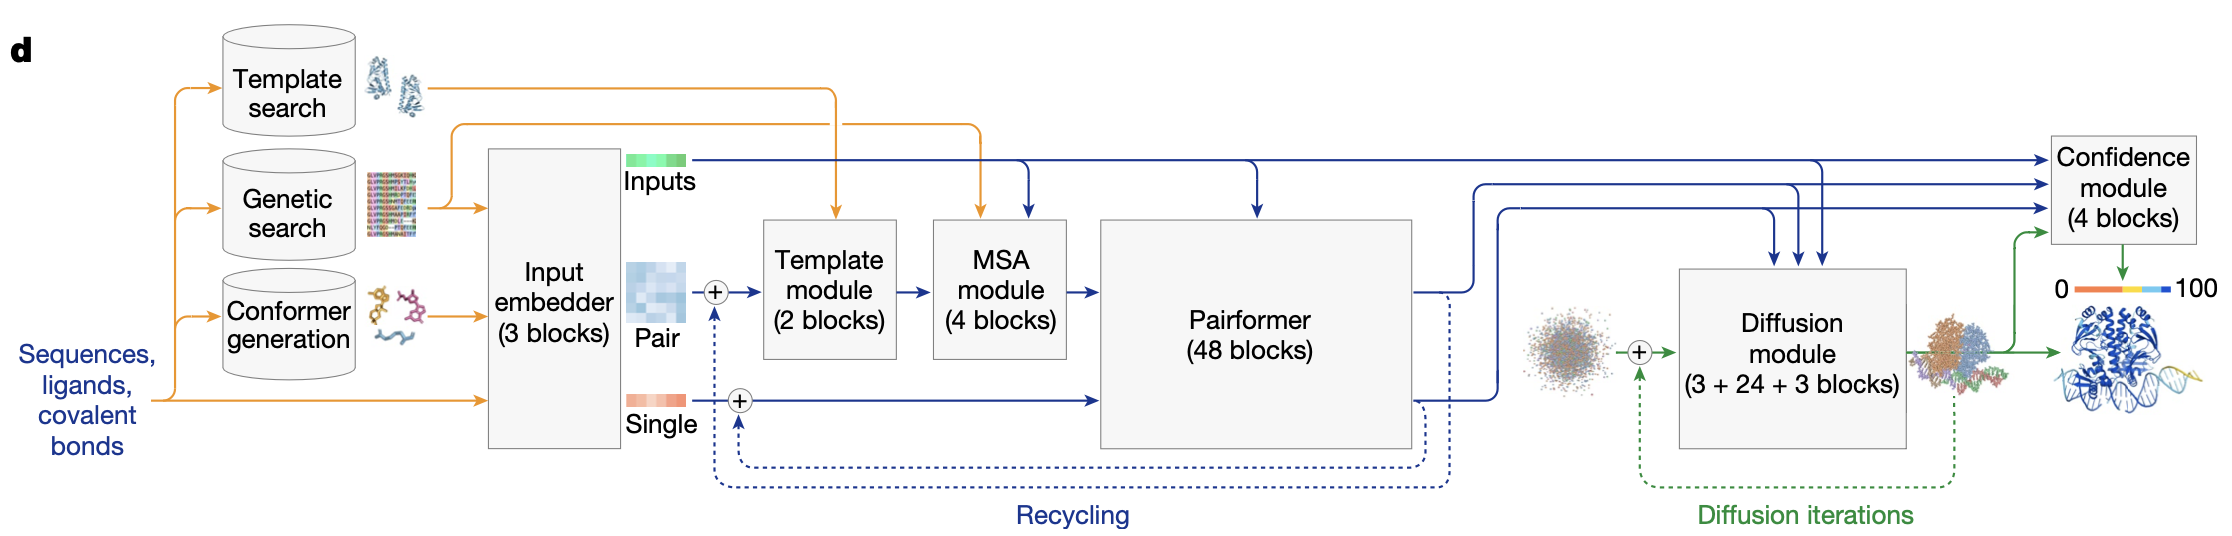 d
Template
search
Genetic
search
Conformer
generation
Sequences,
ligands,
covalent
bonds
Input
embedder
(3 blocks)
Inputs
Pair
Single
+
+
Template
module
(2 blocks)
MSA
module
(4 blocks)
Pairformer
(48 blocks)
Recycling
+
Diffusion
module
(3 + 24 + 3 blocks)
Diffusion iterations
Confidence
module
(4 blocks)
0 100